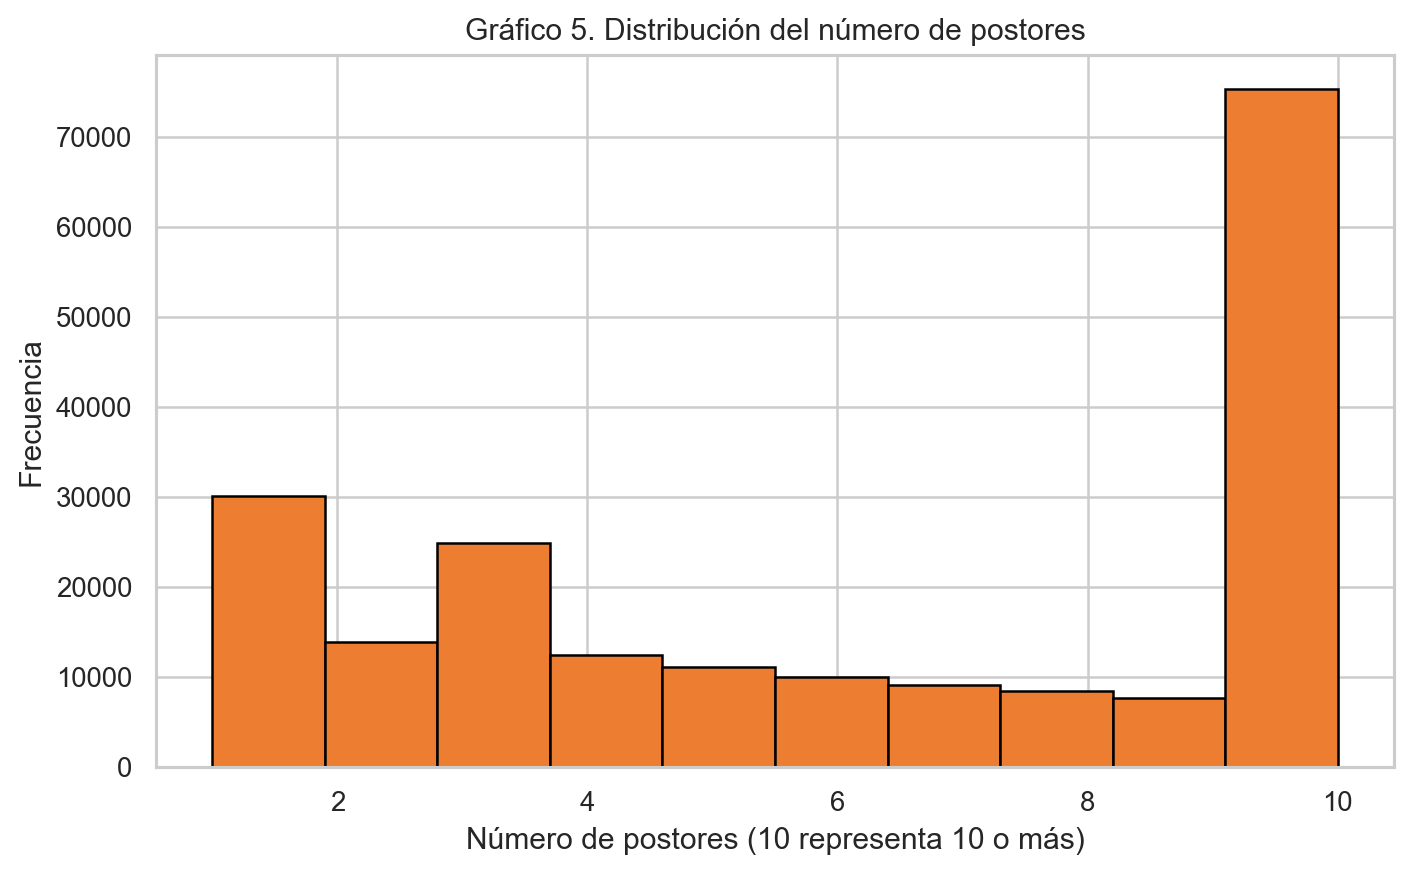 Gráfico 5. Distribución del número de postores
70000
60000
50000
40000
30000
20000
10000
0
Frecuencia
2 4 6 8 10
Número de postores (10 representa 10 o más)